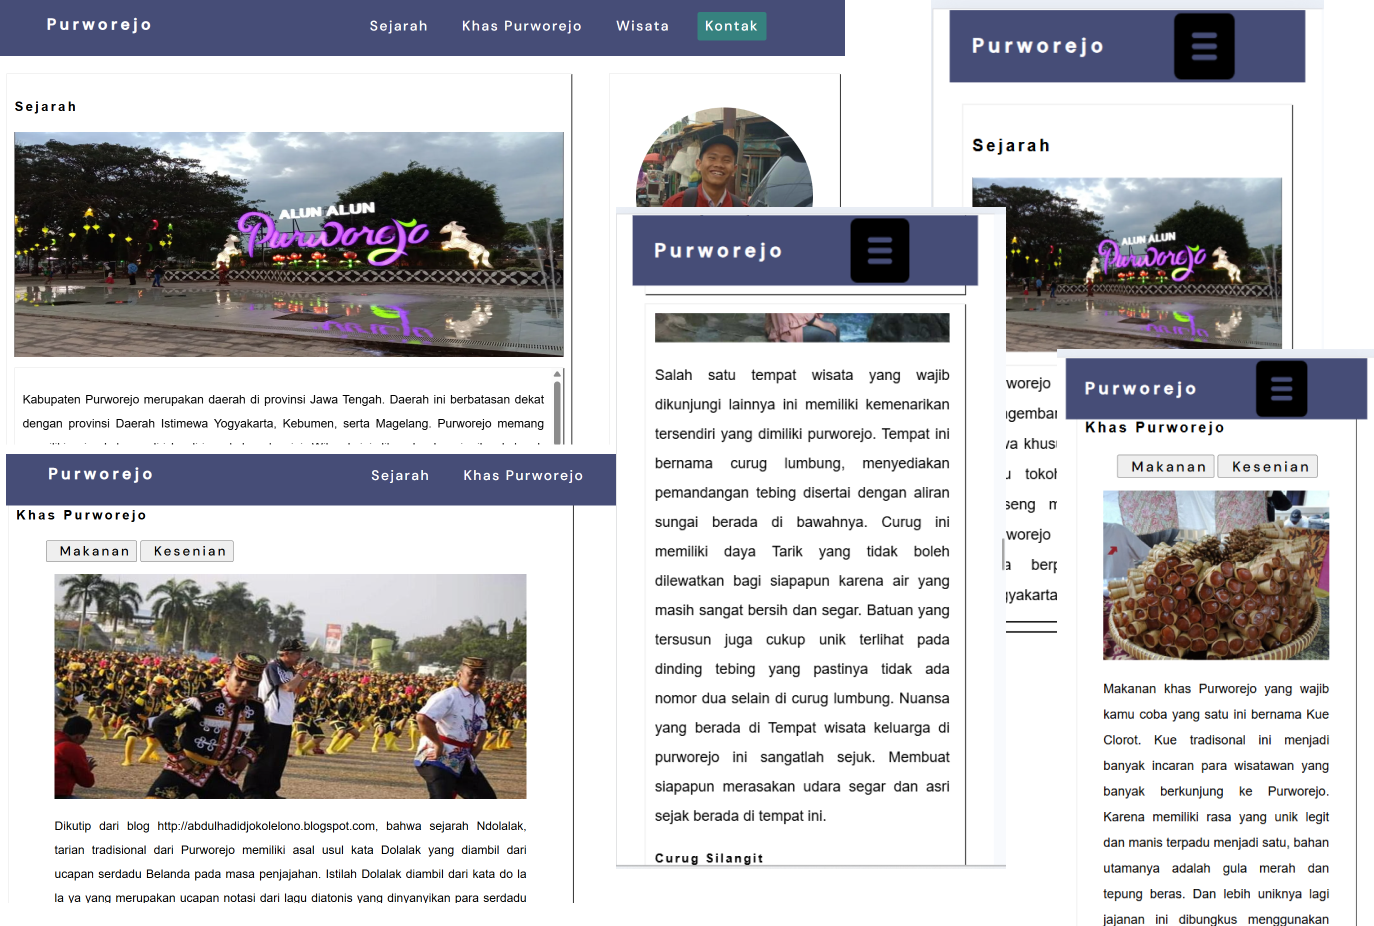 Purworejo
Sejarah
Khas Purworejo
Wisata
Kontak
Sejarah
ALUN ALUN
Purworejo
Kabupaten Purworejo merupakan daerah di provinsi Jawa Tengah. Daerah ini berbatasan dekat
dengan provinsi Daerah Istimewa Yogyakarta, Kebumen, serta Magelang. Purworejo memang
Purworejo
Sejarah
Khas Purworejo
Khas Purworejo
Makanan
Kesenian
Dikutip dari blog http://abdulhadidjokolelono.blogspot.com, bahwa sejarah Ndolalak,
tarian tradisional dari Purworejo memiliki asal usul kata Dolalak yang diambil dari
ucapan serdadu Belanda pada masa penjajahan. Istilah Dolalak diambil dari kata do la
la ya yang merupakan ucapan notasi dari lagu diatonis yang dinyanyikan para serdadu
Purworejo
Salah satu tempat wisata yang wajib
dikunjungi lainnya ini memiliki kemenarikan
tersendiri yang dimiliki purworejo. Tempat ini
bernama curug lumbung, menyediakan
pemandangan tebing disertai dengan aliran
sungai berada di bawahnya. Curug ini
memiliki daya Tarik yang tidak boleh
dilewatkan bagi siapapun karena air yang
masih sangat bersih dan segar. Batuan yang
tersusun juga cukup unik terlihat pada
dinding tebing yang pastinya tidak ada
nomor dua selain di curug lumbung. Nuansa
yang berada di Tempat wisata keluarga di
purworejo ini sangatlah sejuk. Membuat
siapapun merasakan udara segar dan asri
sejak berada di tempat ini.
Curug Silangit
Purworejo
Sejarah
ALUN ALUN
Purworejo
worejo
gembar
a khusu
tokoh
seng m
worejo
a berp
yakarta
Purworejo
Khas Purworejo
Makanan
Kesenian
Makanan khas Purworejo yang wajib
kamu coba yang satu ini bernama Kue
Clorot. Kue tradisonal ini menjadi
banyak incaran para wisatawan yang
banyak berkunjung ke Purworejo.
Karena memiliki rasa yang unik legit
dan manis terpadu menjadi satu, bahan
utamanya adalah gula merah dan
tepung beras. Dan lebih uniknya lagi
jajanan ini dibungkus menggunakan